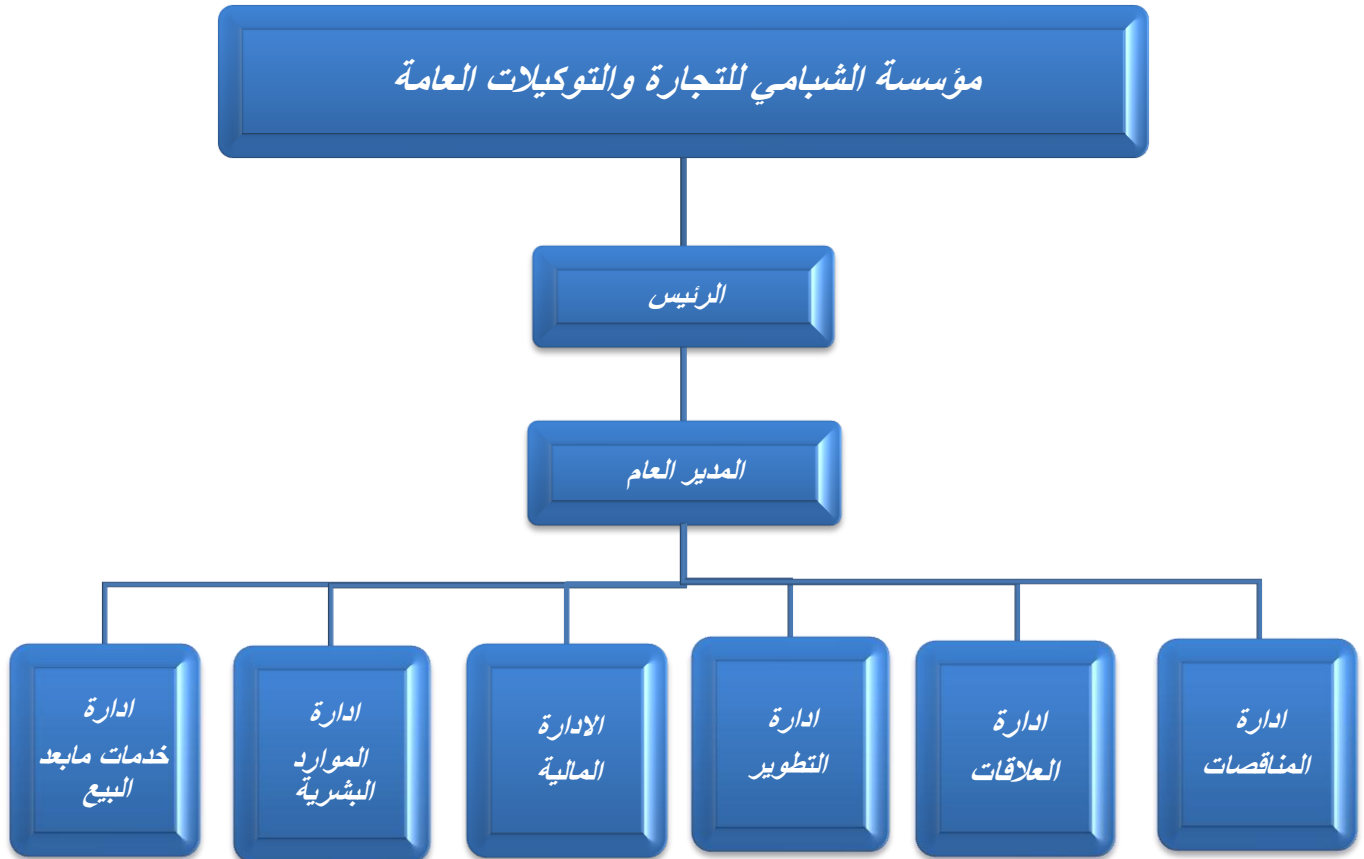 مؤسسة الشبامي للتجارة والتوكيلات العامة
الرئيس
المدير العام
ادارة
المناقصات
ادارة
العلاقات
ادارة
التطوير
الادارة
المالية
ادارة
الموارد
البشرية
ادارة
خدمات مابعد
البيع